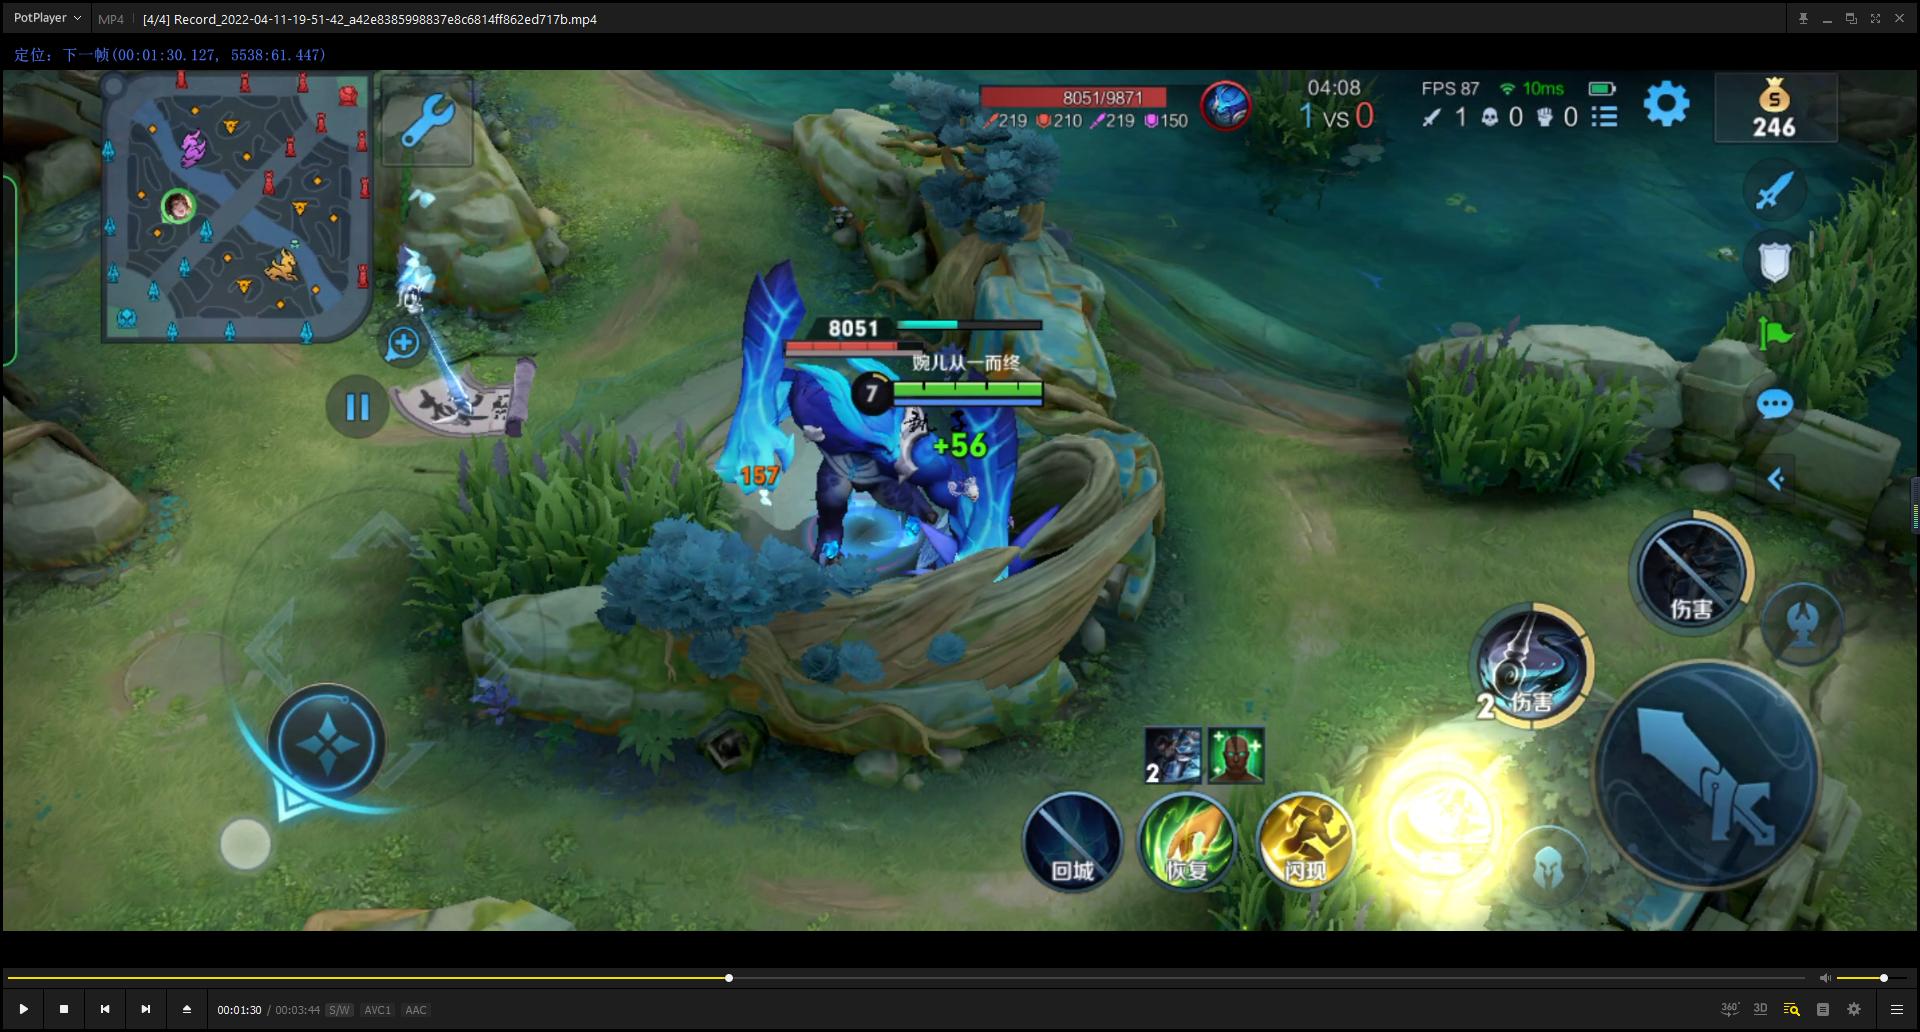 PotPlayer MP4 [4/4] Record_2022-04-11-19-51-42_a42e8385998837e8c6814ff862ed717b.mp4
定位: 下一帧(00:01:30.127, 5538:61.447)
8051/9871
219 210 219 150
04:08
1 VS 0
FPS 87 10ms
1 0 0
246
8051
婉儿从一而终
7
+56
157
伤害
2 伤害
2
回城 恢复 闪现
00:01:30 / 00:03:44 S/W AVC1 AAC
360° 3D